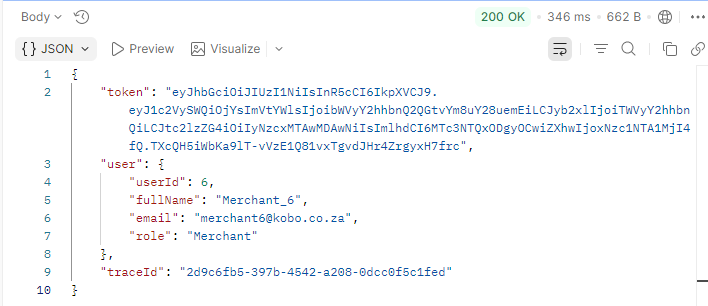 Body
200 OK • 346 ms • 662 B
{} JSON Preview Visualize
1 {
2 "token": "eyJhbGciOiJIUzI1NiIsInR5cCI6IkpXVCJ9.
eyJ1c2VySWQiOjYsImVtYWlsIjoibWVyY2hhbnQ2QGtvYm8uY28uemEiLCJyb2xlIjoiTWVyY2hhbn
QiLCJtc2lzZG4iOiIyNzcxMTAwMDAwNiIsImlhdCI6MTc3NTQxODgyOCwiZXhwIjoxNzc1NTA1MjI4
fQ.TXcQH5iWbKa9lT-vVzE1Q81vxTgvdJHr4ZrgyxH7frc",
3 "user": {
4 "userId": 6,
5 "fullName": "Merchant_6",
6 "email": "merchant6@kobo.co.za",
7 "role": "Merchant"
8 },
9 "traceId": "2d9c6fb5-397b-4542-a208-0dcc0f5c1fed"
10 }